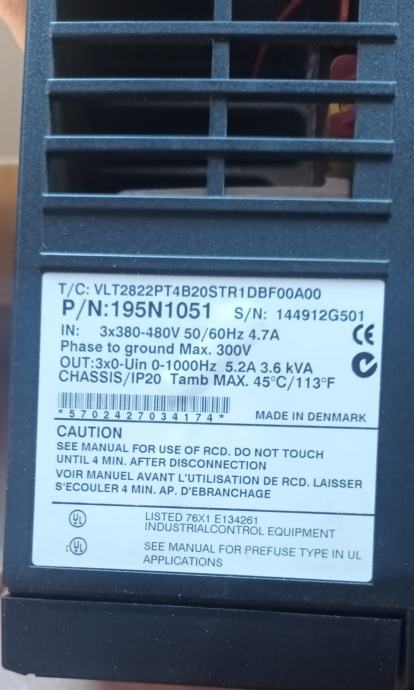 T/C: VLT2822PT4B20STR1DBF00A00
P/N:195N1051 S/N: 144912G501
IN: 3x380-480V 50/60Hz 4.7A
Phase to ground Max. 300V
OUT:3x0-Uin 0-1000Hz 5.2A 3.6 kVA
CHASSIS/IP20 Tamb MAX. 45°C/113°F
CE
*5702427034174*
MADE IN DENMARK
CAUTION
SEE MANUAL FOR USE OF RCD. DO NOT TOUCH
UNTIL 4 MIN. AFTER DISCONNECTION
VOIR MANUEL AVANT L'UTILISATION DE RCD. LAISSER
S'ECOULER 4 MIN. AP. D'EBRANCHAGE
UL LISTED 76X1 E134261
INDUSTRIALCONTROL EQUIPMENT
c UL SEE MANUAL FOR PREFUSE TYPE IN UL
APPLICATIONS